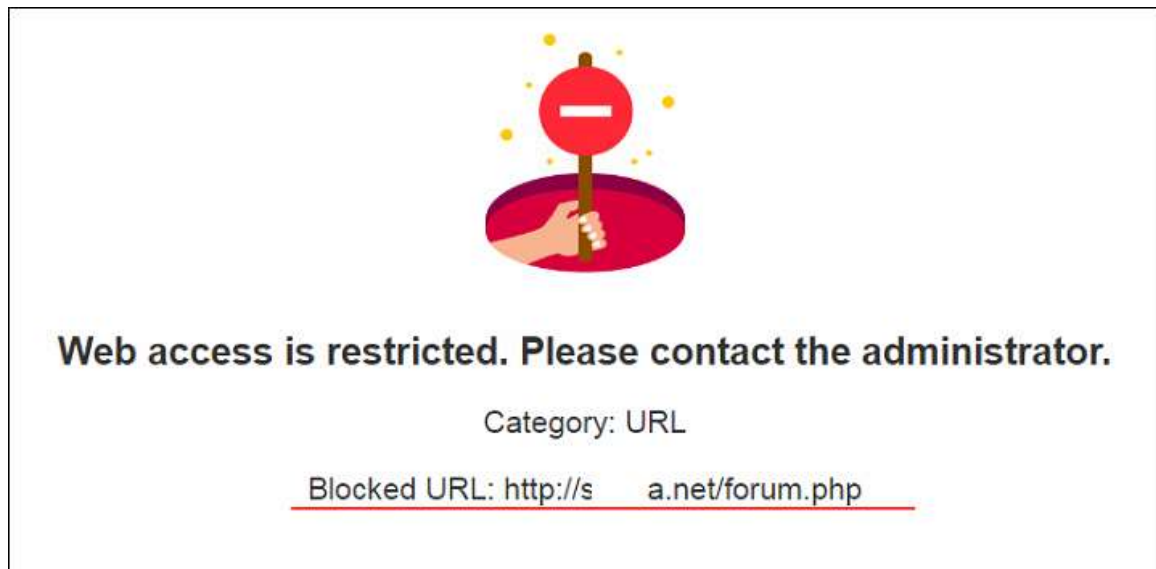 Web access is restricted. Please contact the administrator.
Category: URL
Blocked URL: http://s a.net/forum.php